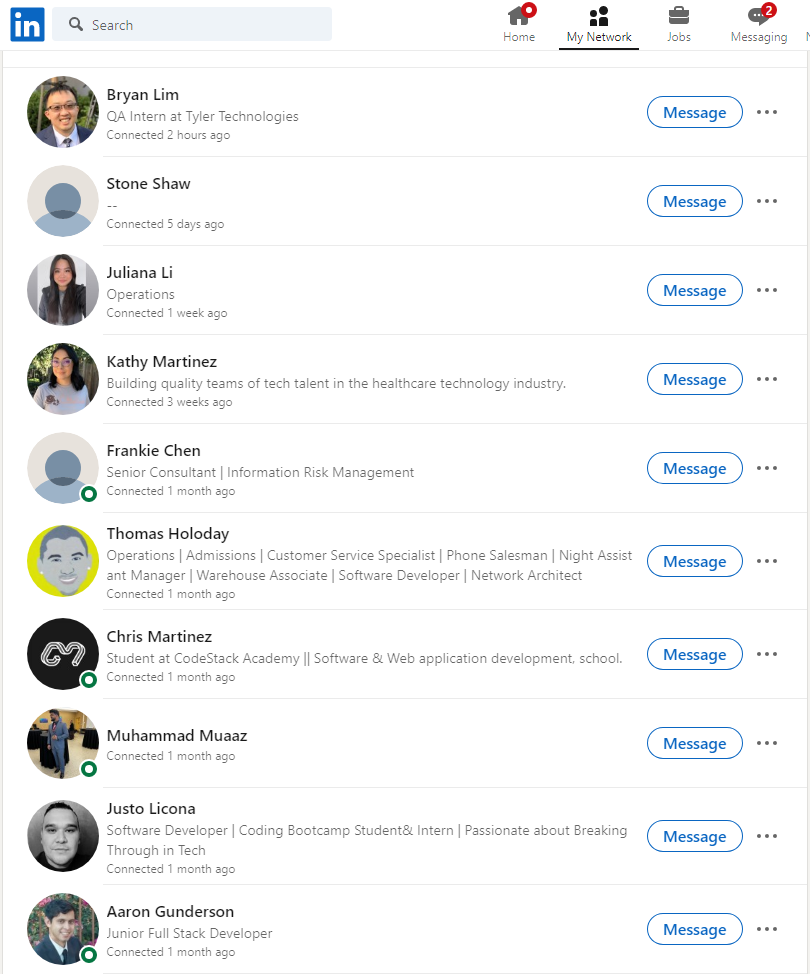 in
Search
Home
My Network
Jobs
2
Messaging
Bryan Lim
QA Intern at Tyler Technologies
Connected 2 hours ago
Message
Stone Shaw
--
Connected 5 days ago
Message
Juliana Li
Operations
Connected 1 week ago
Message
Kathy Martinez
Building quality teams of tech talent in the healthcare technology industry.
Connected 3 weeks ago
Message
Frankie Chen
Senior Consultant | Information Risk Management
Connected 1 month ago
Message
Thomas Holoday
Operations | Admissions | Customer Service Specialist | Phone Salesman | Night Assist
ant Manager | Warehouse Associate | Software Developer | Network Architect
Connected 1 month ago
Message
Chris Martinez
Student at CodeStack Academy || Software & Web application development, school.
Connected 1 month ago
Message
Muhammad Muaaz
Connected 1 month ago
Message
Justo Licona
Software Developer | Coding Bootcamp Student& Intern | Passionate about Breaking
Through in Tech
Connected 1 month ago
Message
Aaron Gunderson
Junior Full Stack Developer
Connected 1 month ago
Message